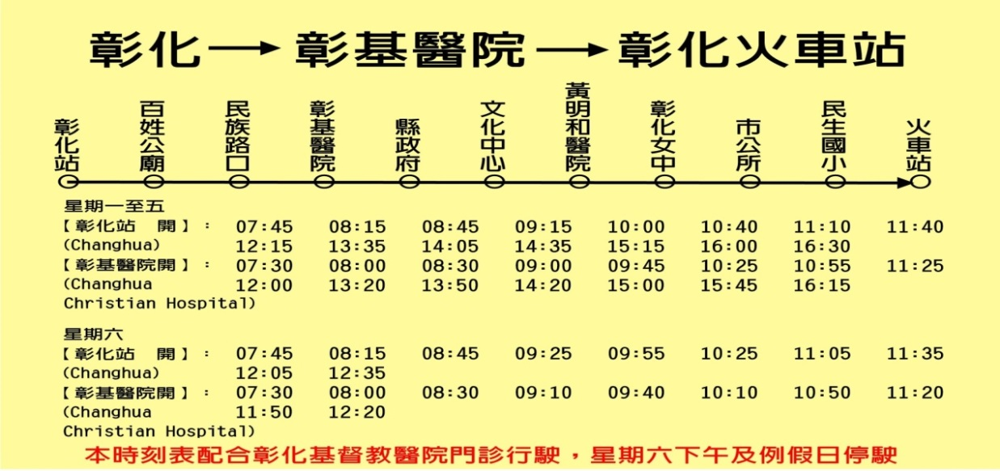 彰化→彰基醫院→彰化火車站
彰化站 百姓公廟 民族路口 彰基醫院 縣政府 文化中心 黃明和醫院 彰化女中 市公所 民生國小 火車站
星期一至五
【彰化站 開】： 07:45 08:15 08:45 09:15 10:00 10:40 11:10 11:40
(Changhua) 12:15 13:35 14:05 14:35 15:15 16:00 16:30
【彰基醫院開】： 07:30 08:00 08:30 09:00 09:45 10:25 10:55 11:25
(Changhua 12:00 13:20 13:50 14:20 15:00 15:45 16:15
Christian Hospital)
星期六
【彰化站 開】： 07:45 08:15 08:45 09:25 09:55 10:25 11:05 11:35
(Changhua) 12:05 12:35
【彰基醫院開】： 07:30 08:00 08:30 09:10 09:40 10:10 10:50 11:20
(Changhua 11:50 12:20
Christian Hospital)
本時刻表配合彰化基督教醫院門診行駛，星期六下午及例假日停駛